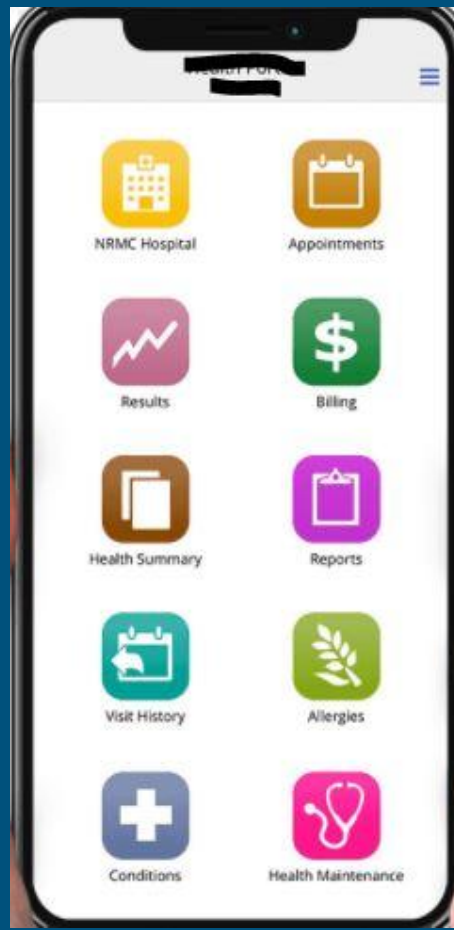 NRMC Hospital Appointments
Results Billing
Health Summary Reports
Visit History Allergies
Conditions Health Maintenance